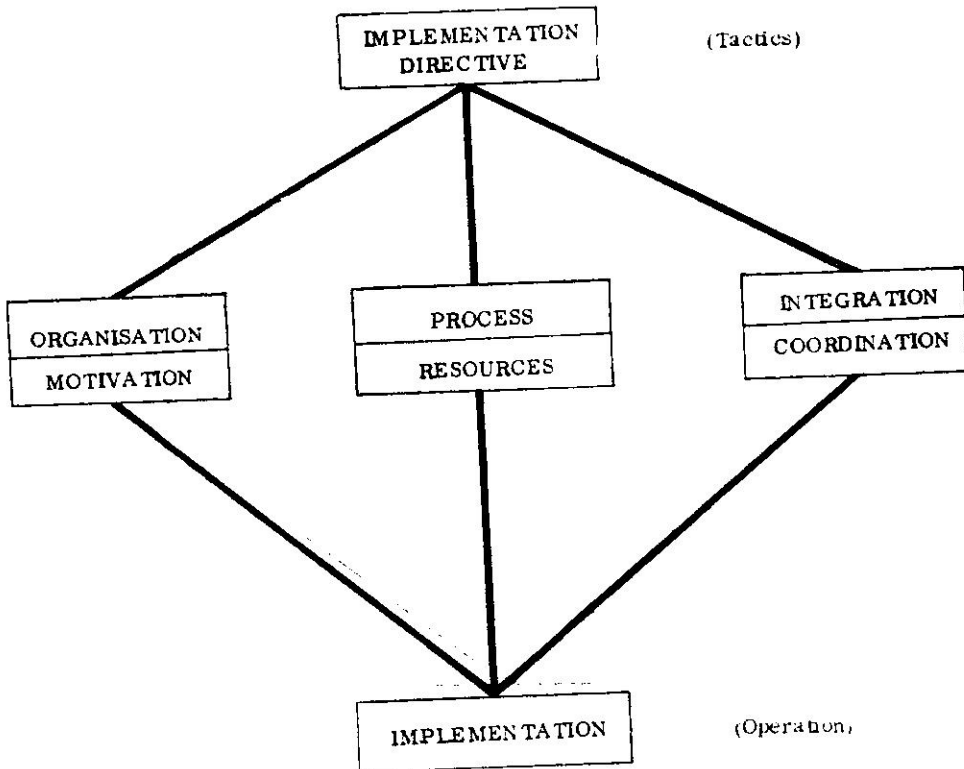 IMPLEMENTATION
DIRECTIVE
(Tactics)
ORGANISATION
MOTIVATION
PROCESS
RESOURCES
INTEGRATION
COORDINATION
IMPLEMENTATION
(Operation)